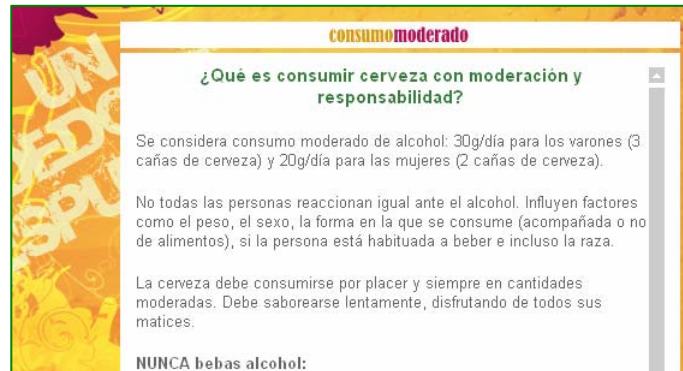 consumomoderado
¿Qué es consumir cerveza con moderación y
responsabilidad?
Se considera consumo moderado de alcohol: 30g/día para los varones (3
cañas de cerveza) y 20g/día para las mujeres (2 cañas de cerveza).
No todas las personas reaccionan igual ante el alcohol. Influyen factores
como el peso, el sexo, la forma en la que se consume (acompañada o no
de alimentos), si la persona está habituada a beber e incluso la raza.
La cerveza debe consumirse por placer y siempre en cantidades
moderadas. Debe saborearse lentamente, disfrutando de todos sus
matices.
NUNCA bebas alcohol:
UN